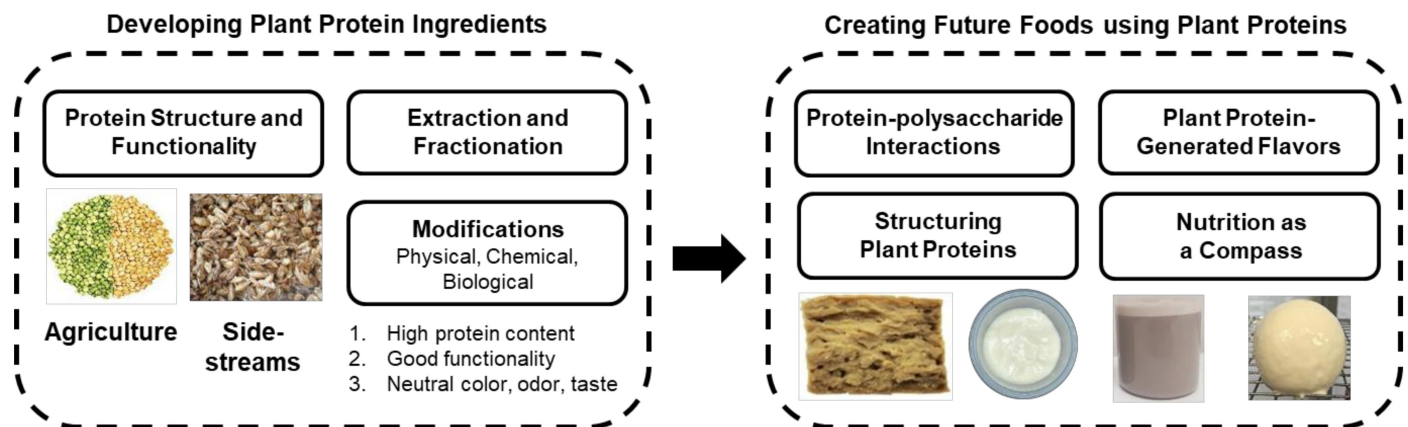 Developing Plant Protein Ingredients
Protein Structure and
Functionality
Extraction and
Fractionation
Modifications
Physical, Chemical,
Biological
Agriculture
Side-
streams
1. High protein content
2. Good functionality
3. Neutral color, odor, taste
Creating Future Foods using Plant Proteins
Protein-polysaccharide
Interactions
Plant Protein-
Generated Flavors
Structuring
Plant Proteins
Nutrition as
a Compass